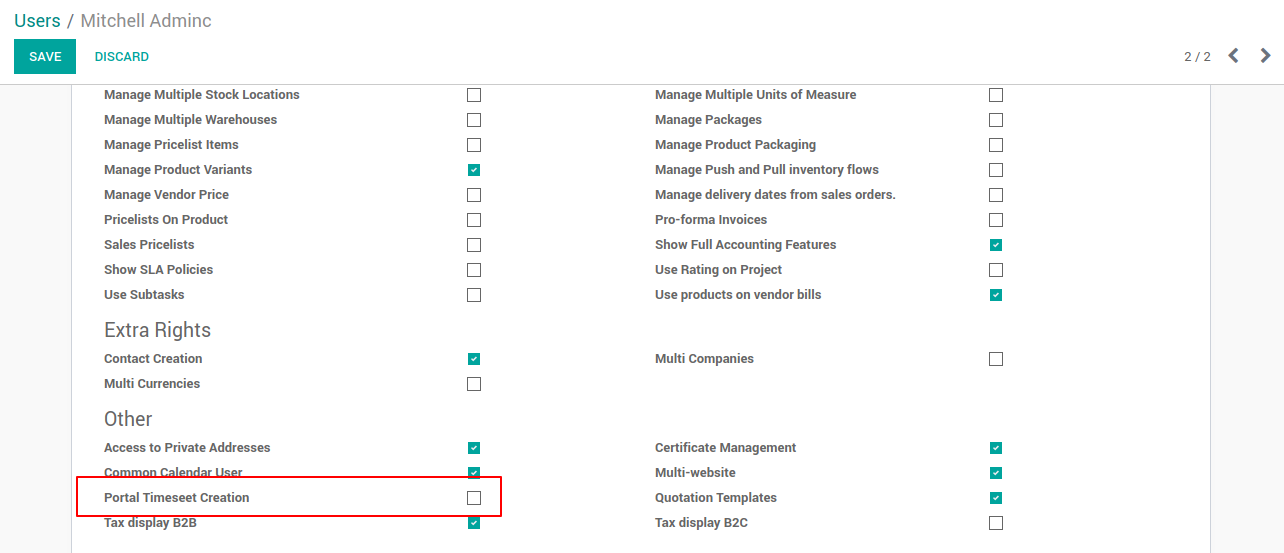 Users / Mitchell Adminc
SAVE DISCARD 2 / 2
Manage Multiple Stock Locations Manage Multiple Units of Measure
Manage Multiple Warehouses Manage Packages
Manage Pricelist Items Manage Product Packaging
Manage Product Variants Manage Push and Pull inventory flows
Manage Vendor Price Manage delivery dates from sales orders.
Pricelists On Product Pro-forma Invoices
Sales Pricelists Show Full Accounting Features
Show SLA Policies Use Rating on Project
Use Subtasks Use products on vendor bills
Extra Rights
Contact Creation Multi Companies
Multi Currencies
Other
Access to Private Addresses Certificate Management
Common Calendar User Multi-website
Portal Timeseet Creation Quotation Templates
Tax display B2B Tax display B2C